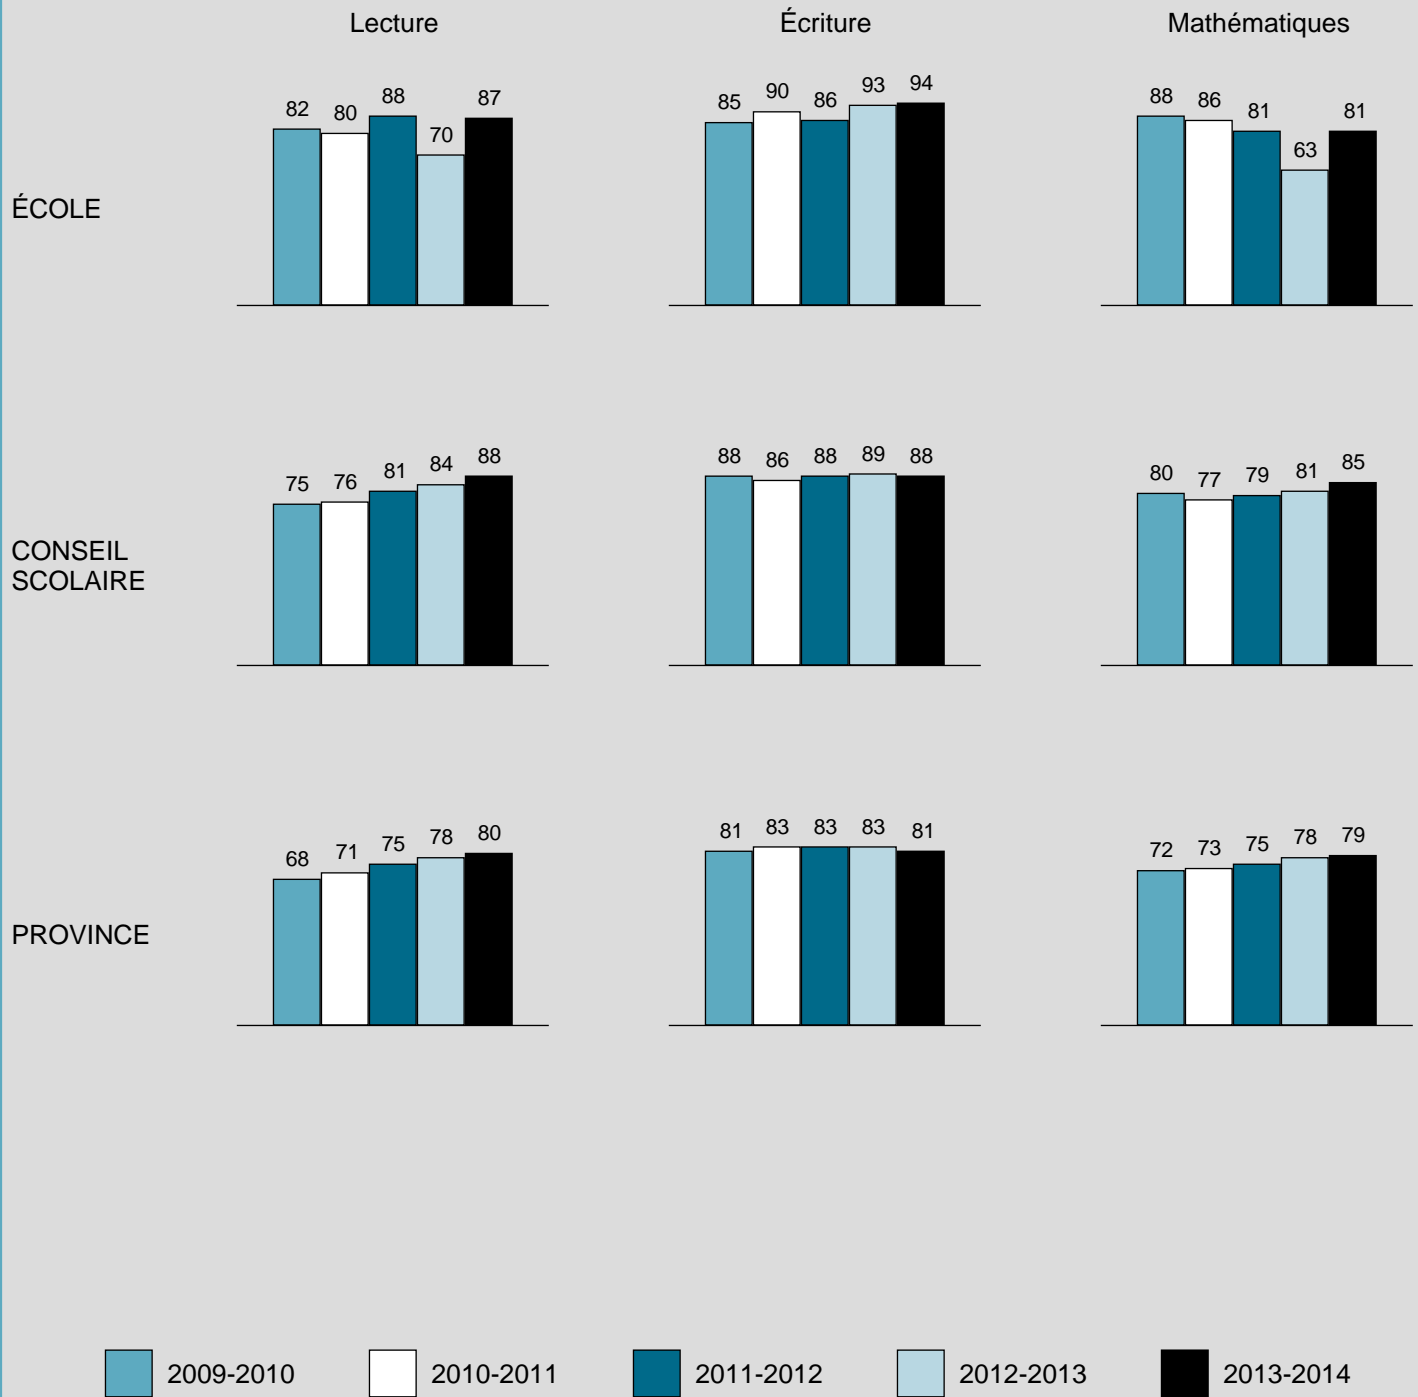 Lecture Écriture Mathématiques
82 80 88 70 87
85 90 86 93 94
88 86 81 63 81
ÉCOLE
75 76 81 84 88
88 86 88 89 88
80 77 79 81 85
CONSEIL
SCOLAIRE
68 71 75 78 80
81 83 83 83 81
72 73 75 78 79
PROVINCE
2009-2010 2010-2011 2011-2012 2012-2013 2013-2014